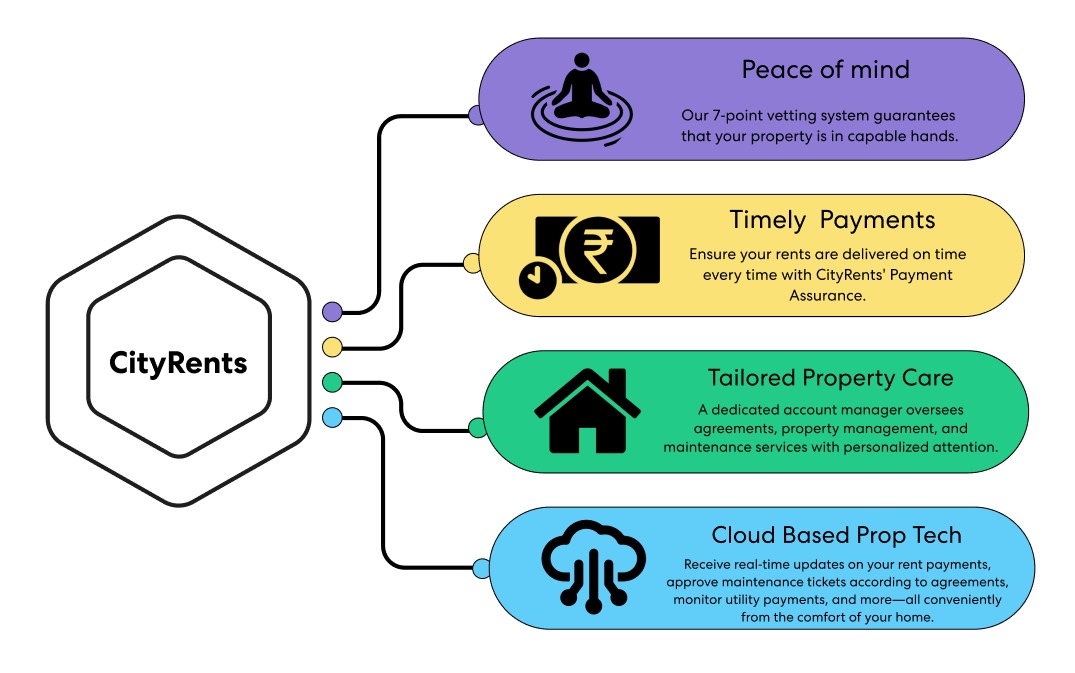 CityRents
Peace of mind
Our 7-point vetting system guarantees
that your property is in capable hands.
Timely Payments
Ensure your rents are delivered on time
every time with CityRents' Payment
Assurance.
Tailored Property Care
A dedicated account manager oversees
agreements, property management, and
maintenance services with personalized attention.
Cloud Based Prop Tech
Receive real-time updates on your rent payments,
approve maintenance tickets according to agreements,
monitor utility payments, and more—all conveniently
from the comfort of your home.